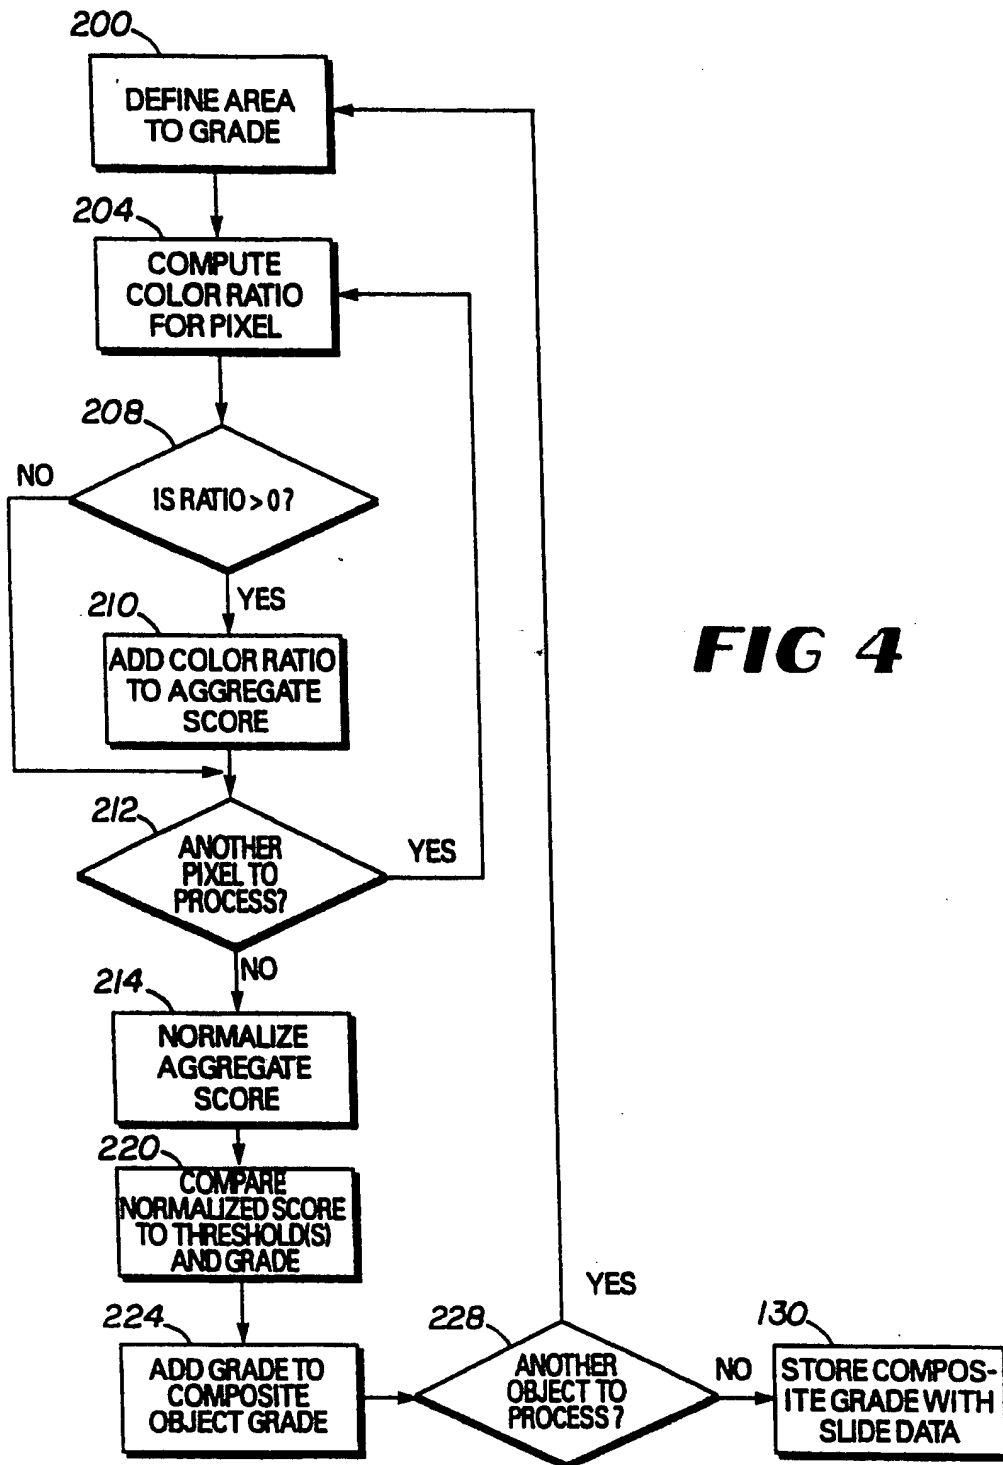 200
DEFINE AREA
TO GRADE
204
COMPUTE
COLOR RATIO
FOR PIXEL
208
NO
IS RATIO > 0?
YES
210
ADD COLOR RATIO
TO AGGREGATE
SCORE
FIG 4
212
ANOTHER
PIXEL TO
PROCESS?
YES
NO
214
NORMALIZE
AGGREGATE
SCORE
220
COMPARE
NORMALIZED SCORE
TO THRESHOLD(S)
AND GRADE
YES
224
ADD GRADE TO
COMPOSITE
OBJECT GRADE
228
ANOTHER
OBJECT TO
PROCESS?
NO
130
STORE COMPOS-
ITE GRADE WITH
SLIDE DATA